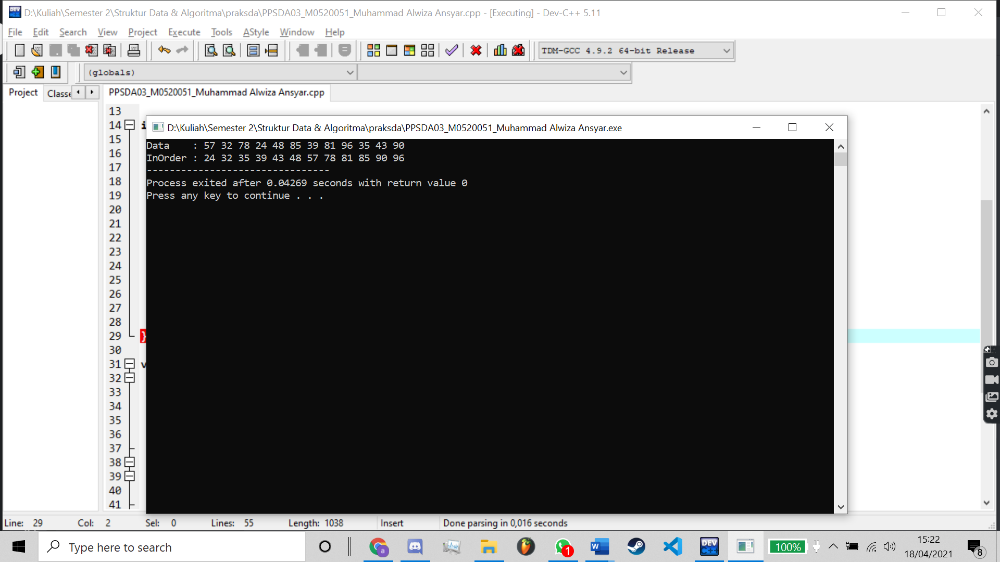 D:\Kuliah\Semester 2\Struktur Data & Algoritma\praksda\PPSDA03_M0520051_Muhammad Alwiza Ansyar.cpp - [Executing] - Dev-C++ 5.11
File Edit Search View Project Execute Tools AStyle Window Help
TDM-GCC 4.9.2 64-bit Release
(globals)
Project Classe PPSDA03_M0520051_Muhammad Alwiza Ansyar.cpp
13
14 i
D:\Kuliah\Semester 2\Struktur Data & Algoritma\praksda\PPSDA03_M0520051_Muhammad Alwiza Ansyar.exe
Data    : 57 32 78 24 48 85 39 81 96 35 43 90
InOrder : 24 32 35 39 43 48 57 78 81 85 90 96
--------------------------------
Process exited after 0.04269 seconds with return value 0
Press any key to continue . . .
15
16
17
18
19
20
21
22
23
24
25
26
27
28
29 }
30
31 v
32
33
34
35
36
37
38
39
40
41
Line: 29 Col: 2 Sel: 0 Lines: 55 Length: 1038 Insert Done parsing in 0,016 seconds
Type here to search
a
1
W
DEV C++
100%
15:22
18/04/2021
8